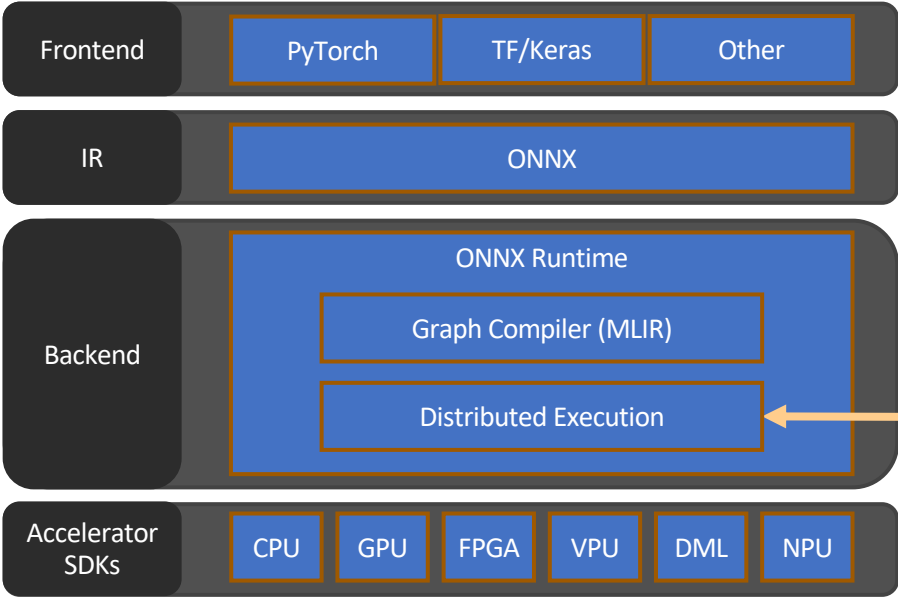 Frontend
PyTorch
TF/Keras
Other
IR
ONNX
Backend
ONNX Runtime
Graph Compiler (MLIR)
Distributed Execution
Accelerator
SDKs
CPU
GPU
FPGA
VPU
DML
NPU